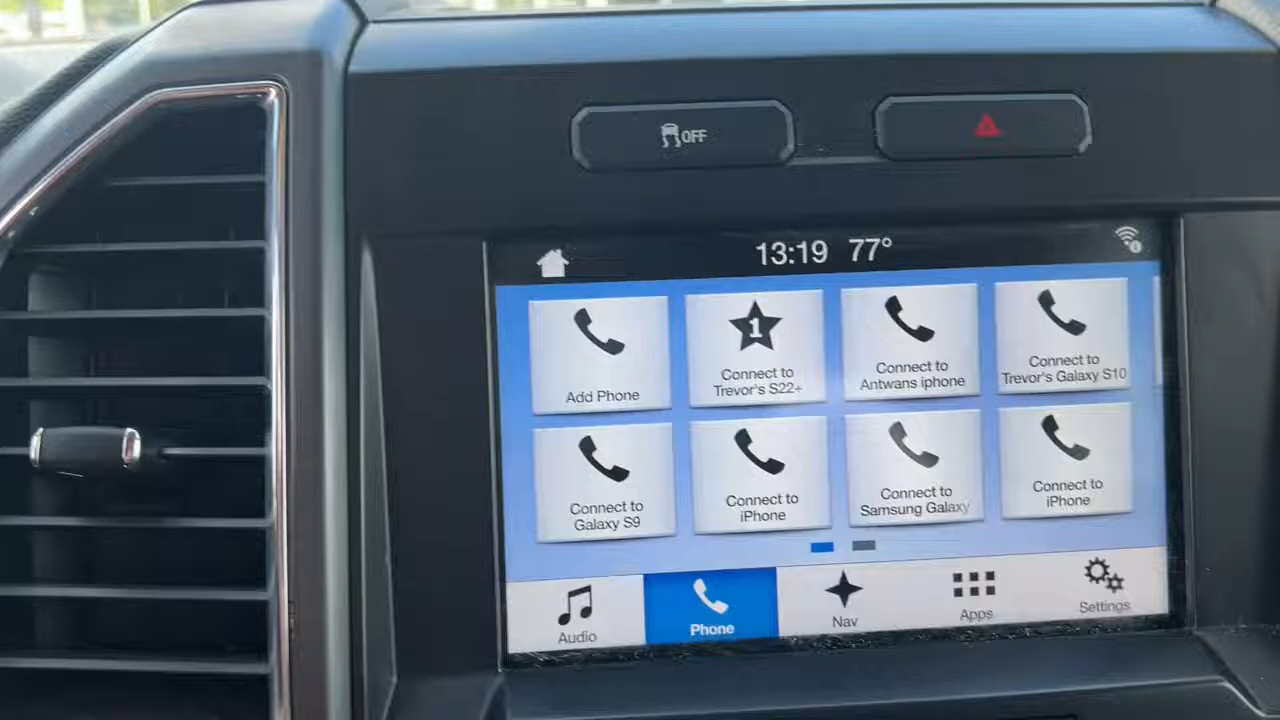 OFF
13:19 77°
Add Phone
1
Connect to
Trevor's S22+
Connect to
Antwans iphone
Connect to
Trevor's Galaxy S10
Connect to
Galaxy S9
Connect to
iPhone
Connect to
Samsung Galaxy
Connect to
iPhone
Audio
Phone
Nav
Apps
Settings